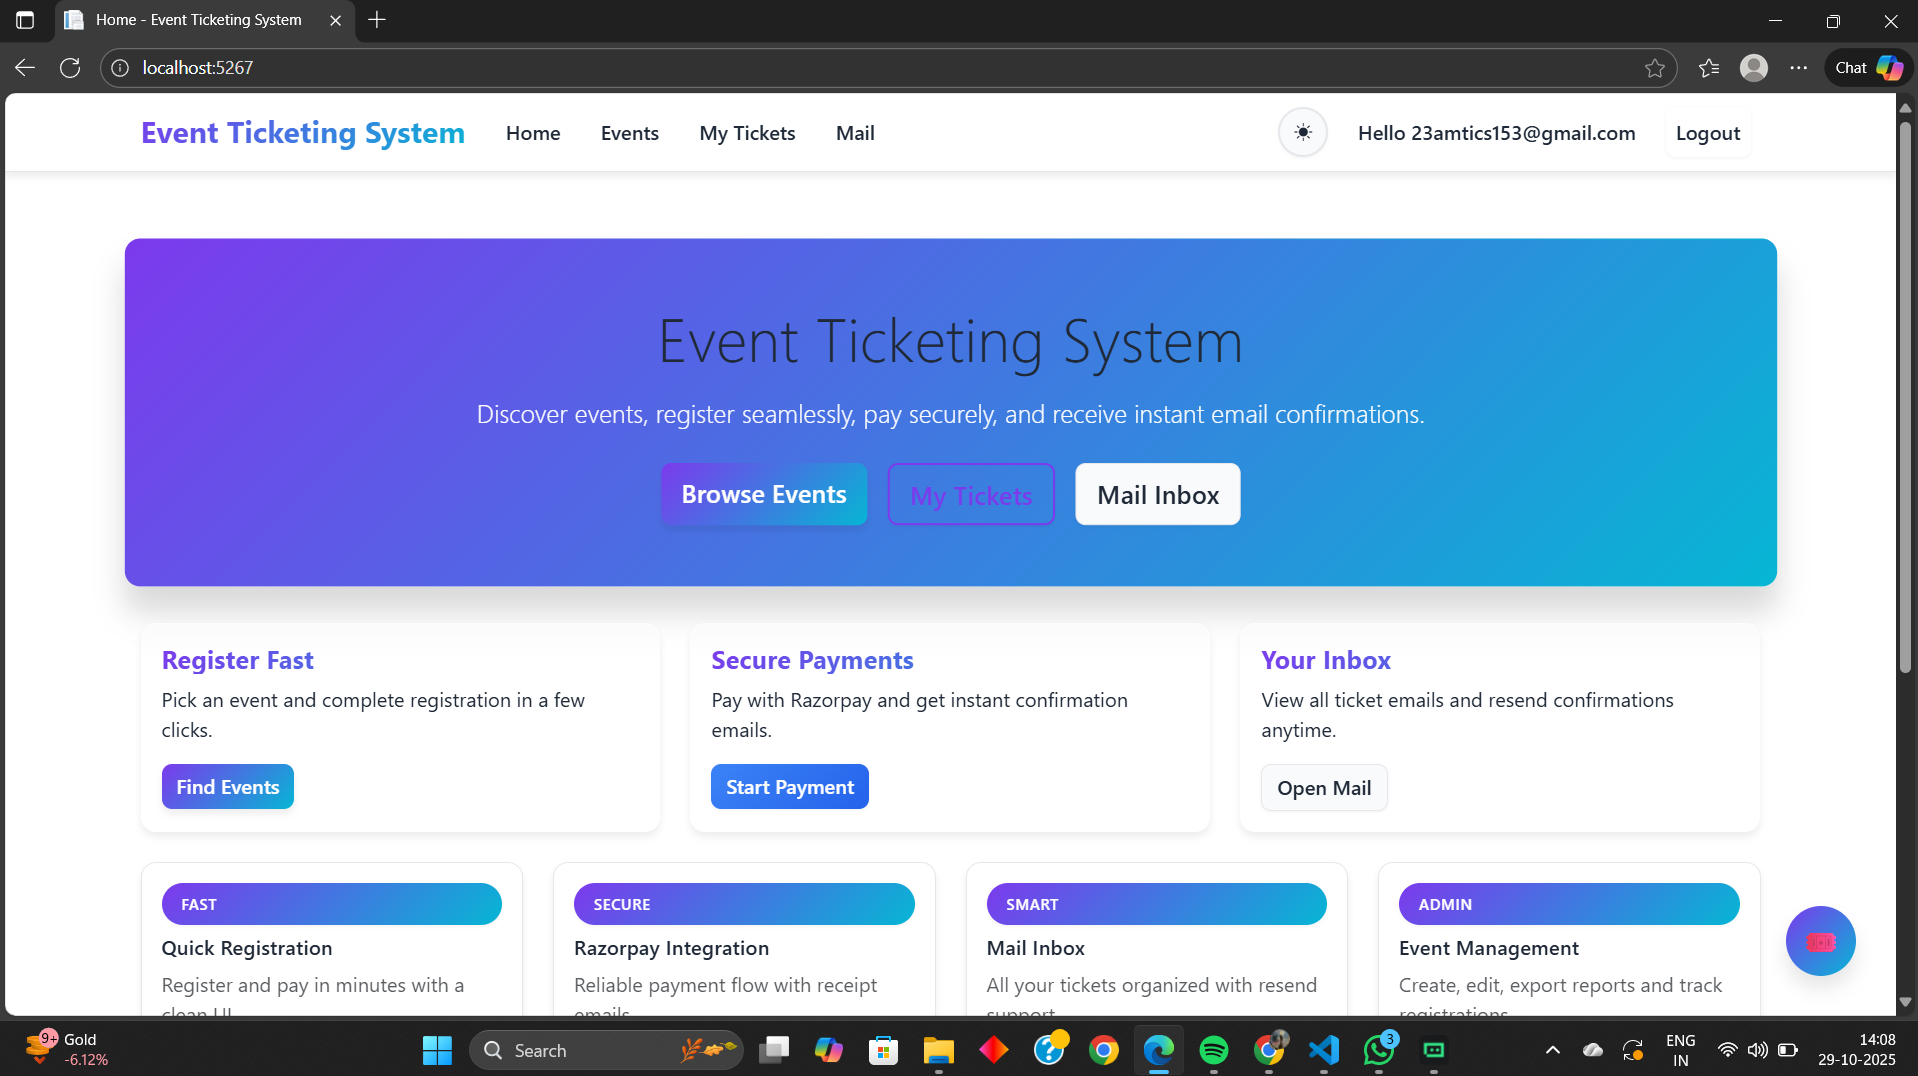 Home - Event Ticketing System
localhost:5267
Chat
Event Ticketing System
Home
Events
My Tickets
Mail
Hello 23amtics153@gmail.com
Logout
Event Ticketing System
Discover events, register seamlessly, pay securely, and receive instant email confirmations.
Browse Events
My Tickets
Mail Inbox
Register Fast
Pick an event and complete registration in a few
clicks.
Find Events
Secure Payments
Pay with Razorpay and get instant confirmation
emails.
Start Payment
Your Inbox
View all ticket emails and resend confirmations
anytime.
Open Mail
FAST
Quick Registration
Register and pay in minutes with a
clean UI
SECURE
Razorpay Integration
Reliable payment flow with receipt
emails
SMART
Mail Inbox
All your tickets organized with resend
support
ADMIN
Event Management
Create, edit, export reports and track
registrations
9+
Gold
-6.12%
Search
3
ENG
IN
14:08
29-10-2025